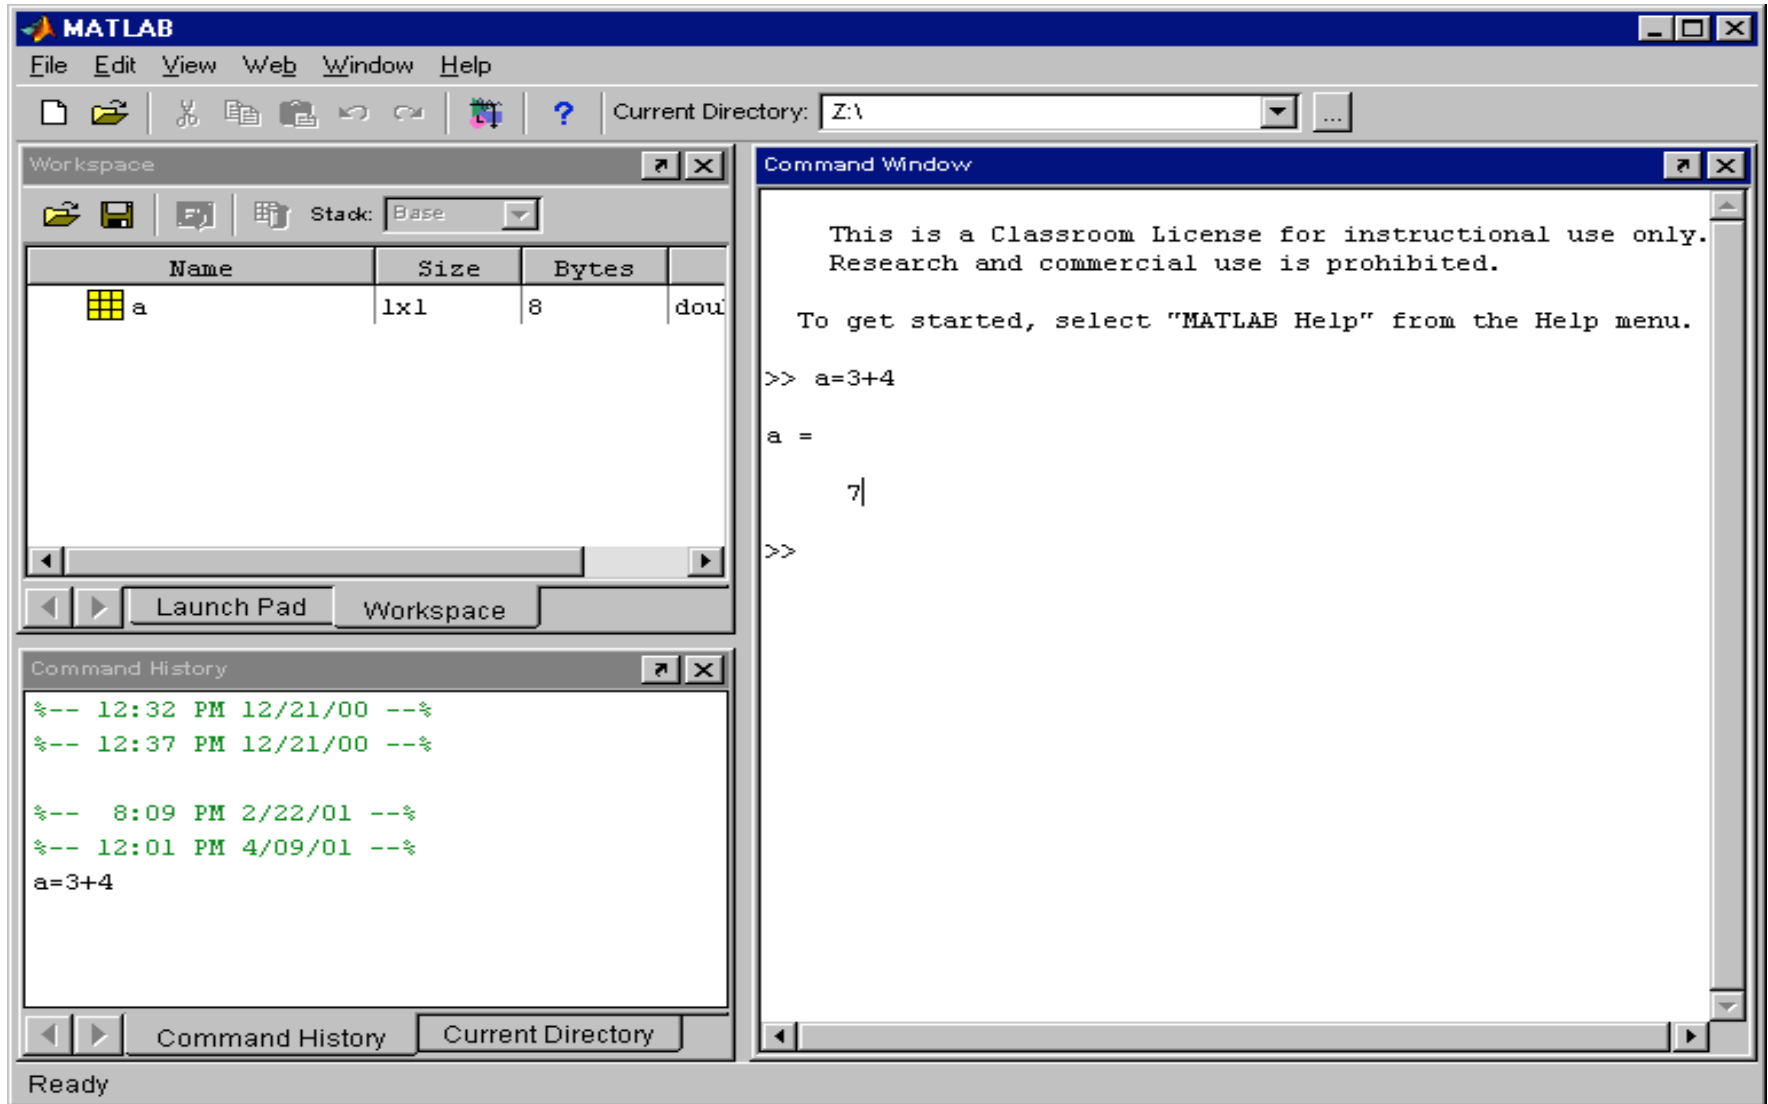 MATLAB
File Edit View Web Window Help
Current Directory: Z:\ ...
Workspace
Stack: Base
Name Size Bytes
a 1x1 8 doul
Launch Pad Workspace
Command History
%-- 12:32 PM 12/21/00 --%
%-- 12:37 PM 12/21/00 --%
%-- 8:09 PM 2/22/01 --%
%-- 12:01 PM 4/09/01 --%
a=3+4
Command History Current Directory
Command Window
This is a Classroom License for instructional use only.
Research and commercial use is prohibited.
To get started, select "MATLAB Help" from the Help menu.
>> a=3+4
a =
7
>>
Ready